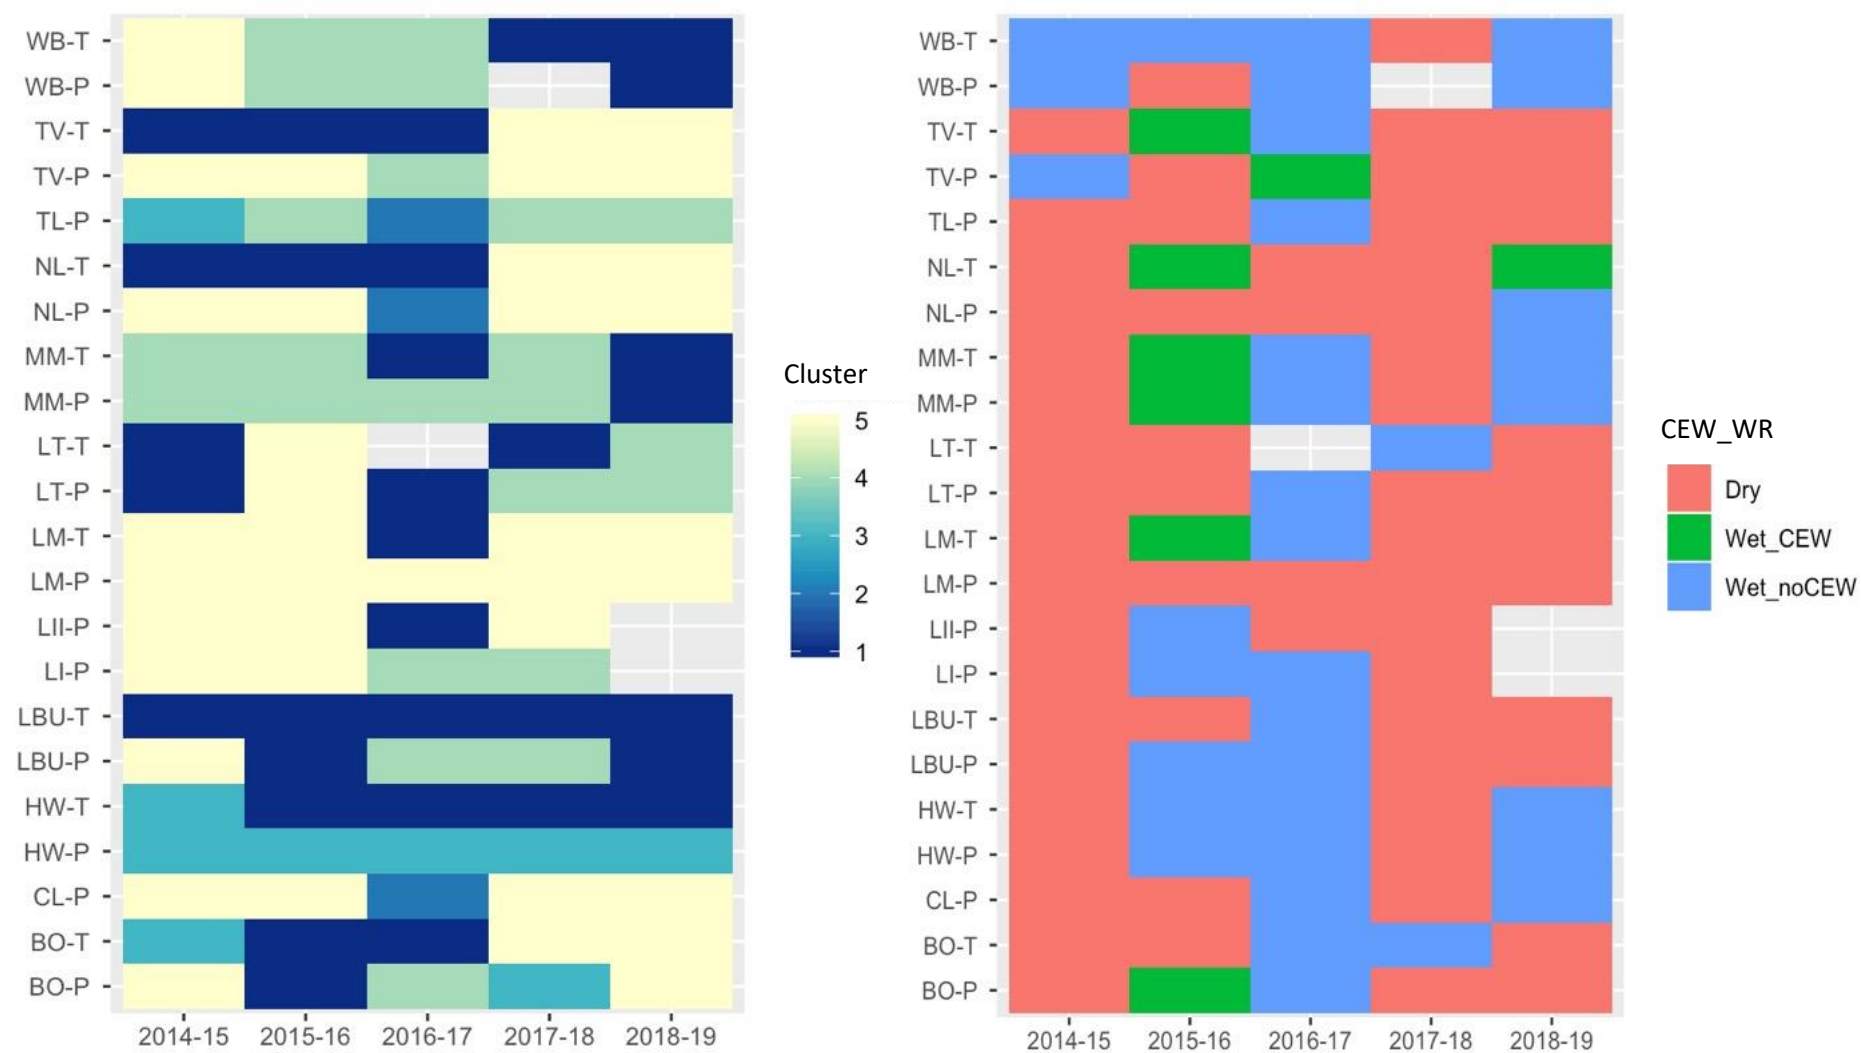 WB-T
WB-P
TV-T
TV-P
TL-P
NL-T
NL-P
MM-T
MM-P
LT-T
LT-P
LM-T
LM-P
LII-P
LI-P
LBU-T
LBU-P
HW-T
HW-P
CL-P
BO-T
BO-P
2014-15 2015-16 2016-17 2017-18 2018-19
Cluster
5
4
3
2
1
WB-T
WB-P
TV-T
TV-P
TL-P
NL-T
NL-P
MM-T
MM-P
LT-T
LT-P
LM-T
LM-P
LII-P
LI-P
LBU-T
LBU-P
HW-T
HW-P
CL-P
BO-T
BO-P
2014-15 2015-16 2016-17 2017-18 2018-19
CEW_WR
Dry
Wet_CEW
Wet_noCEW